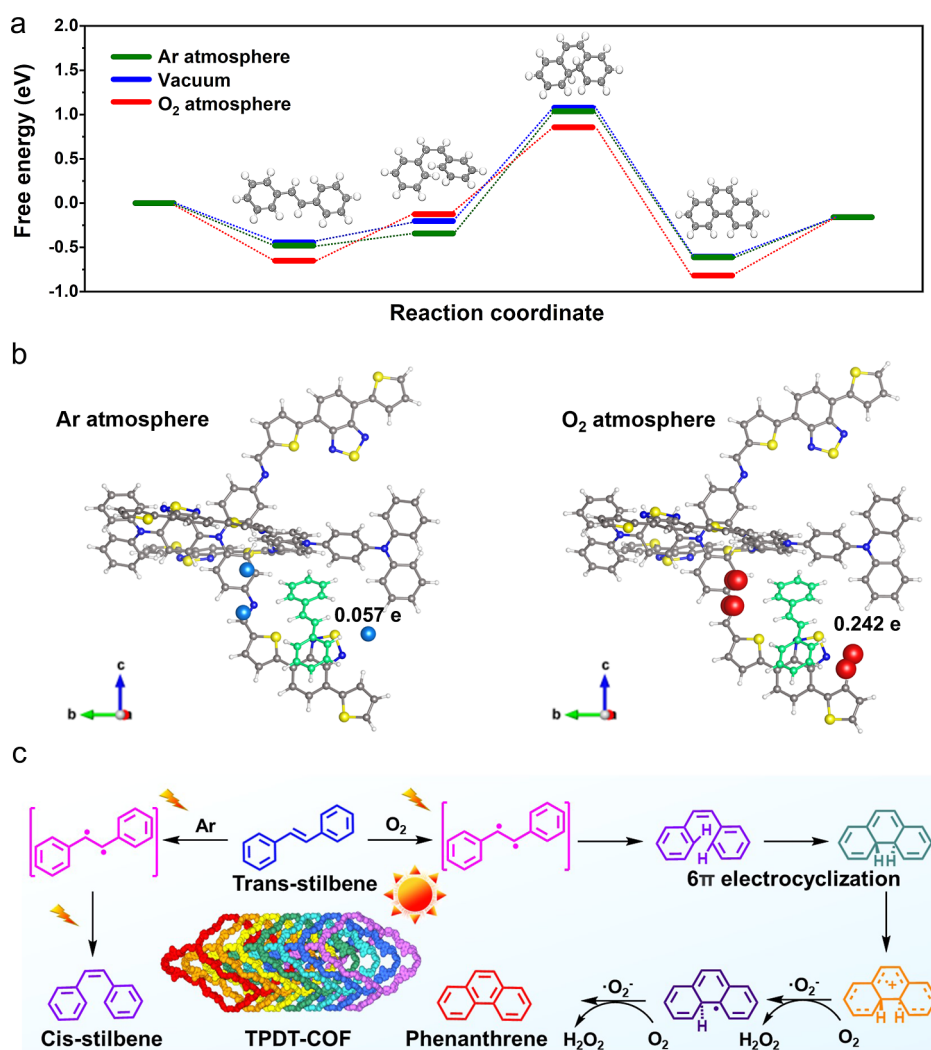 a
2.0
1.5
1.0
0.5
0.0
-0.5
-1.0
Free energy (eV)
Ar atmosphere
Vacuum
O₂ atmosphere
Reaction coordinate
b
Ar atmosphere
O₂ atmosphere
0.057 e
0.242 e
c
b
c
b
c
Ar
O₂
Trans-stilbene
H
H
6π electrocyclization
HH
Cis-stilbene
TPDT-COF
Phenanthrene
·O₂⁻
H₂O₂
O₂
H
·
·O₂⁻
H₂O₂
O₂
+
H H